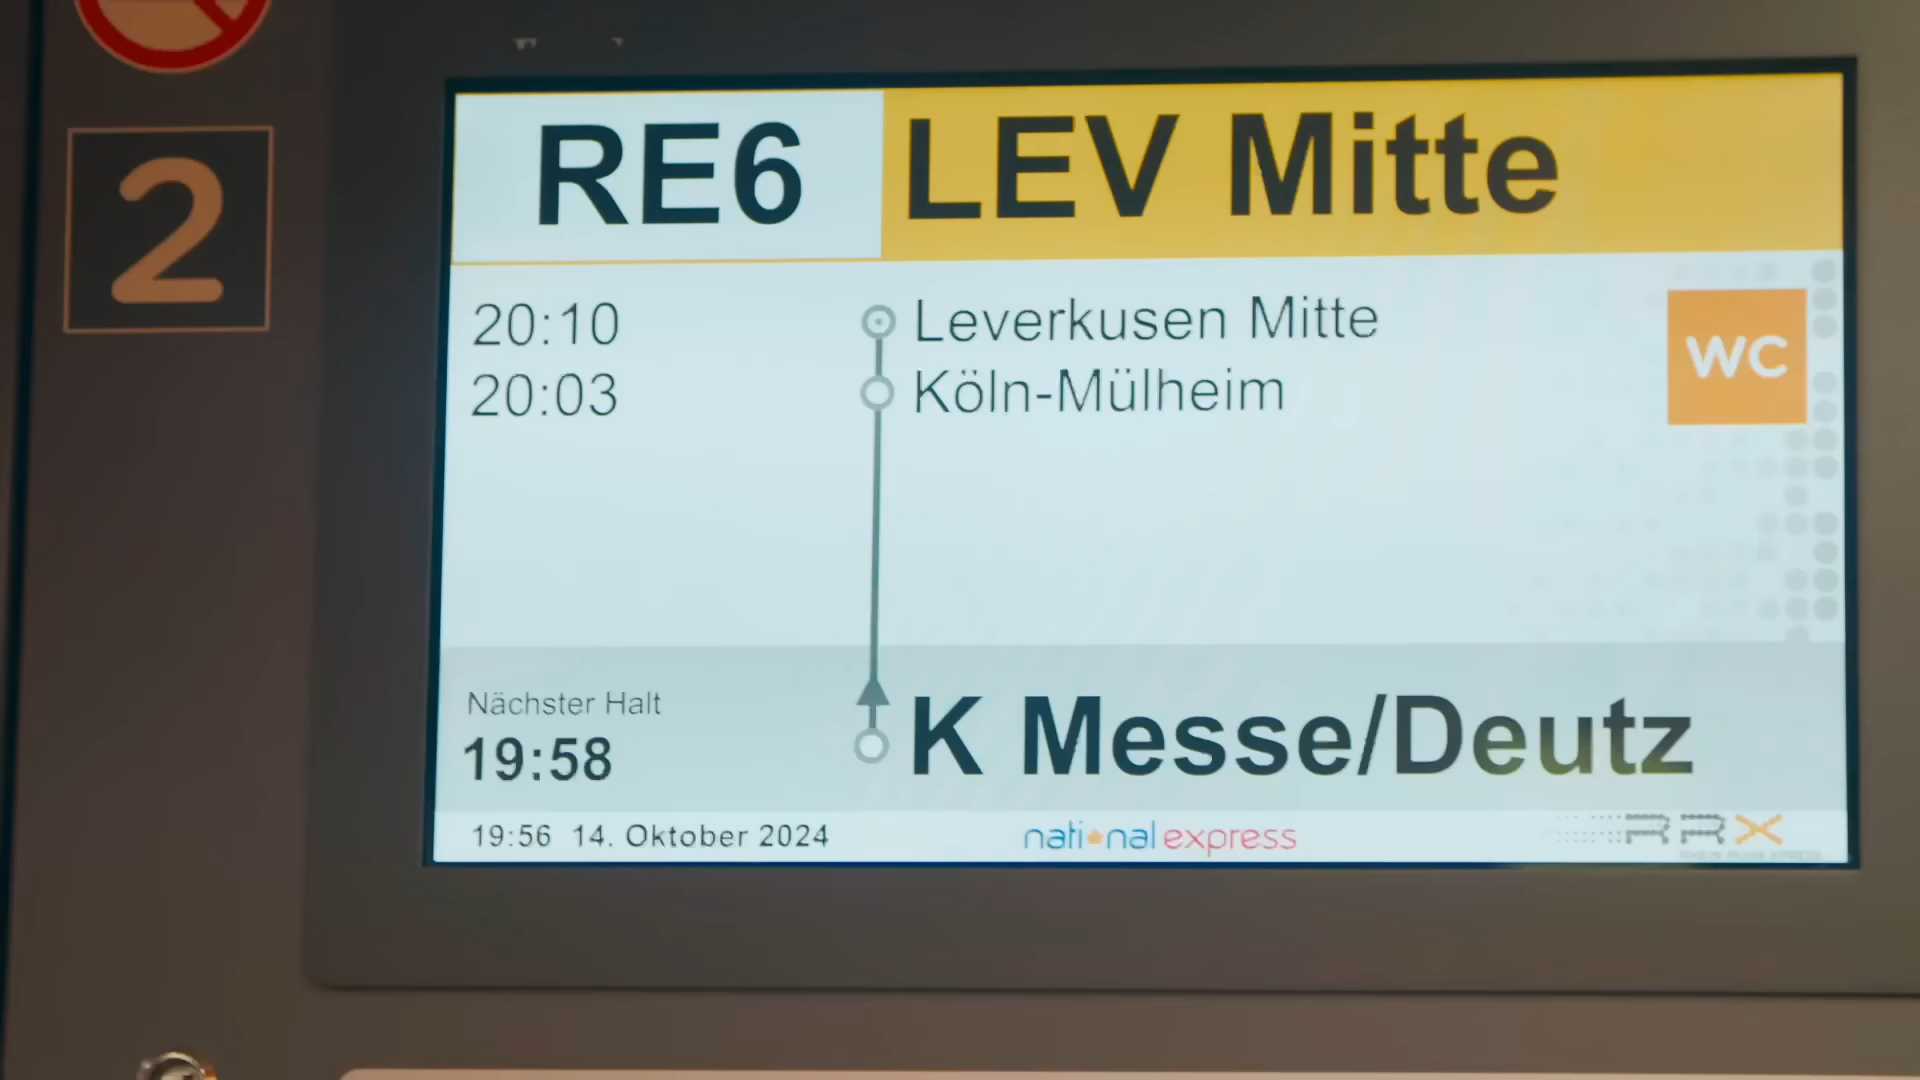 2
RE6 LEV Mitte
20:10 Leverkusen Mitte
20:03 Köln-Mülheim
WC
Nächster Halt
19:58 K Messe/Deutz
19:56 14. Oktober 2024 national express RRX